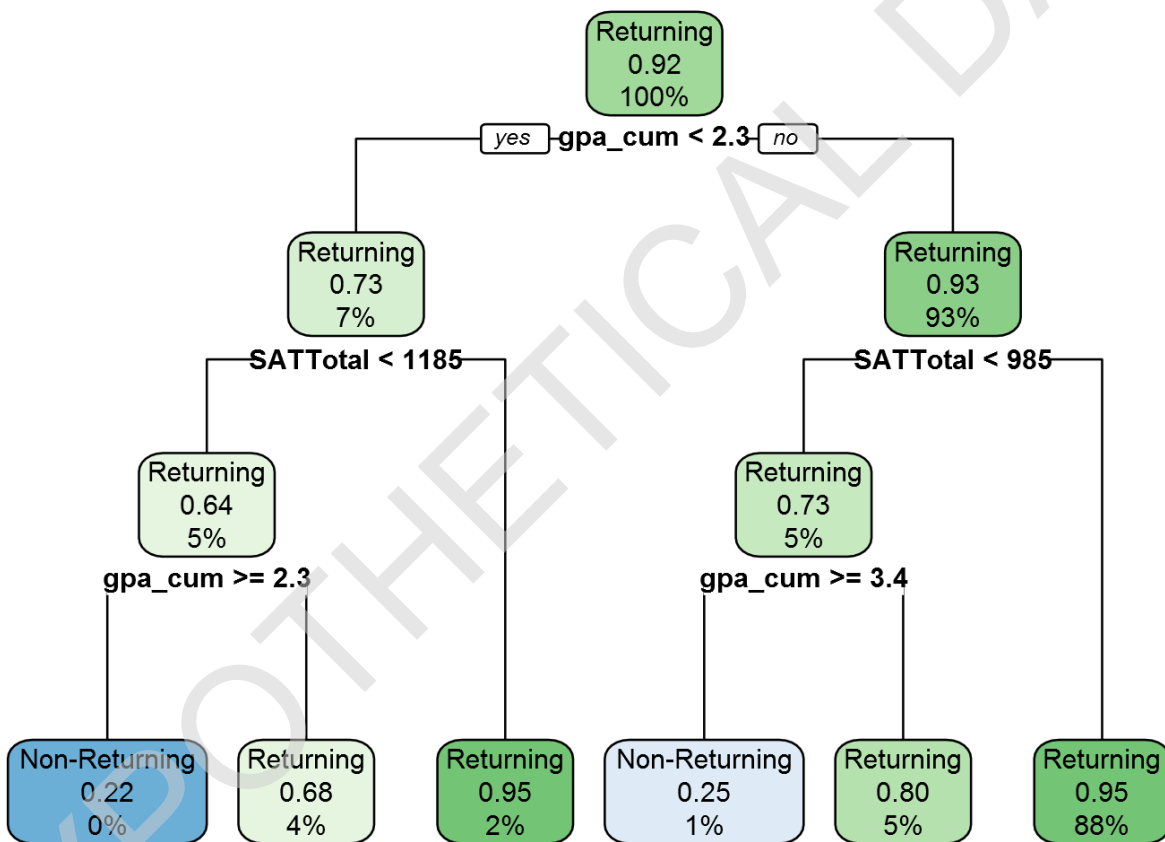 Returning
0.92
100%
yes gpa_cum < 2.3 no
Returning
0.73
7%
Returning
0.93
93%
SATTotal < 1185
SATTotal < 985
Returning
0.64
5%
Returning
0.73
5%
gpa_cum >= 2.3
gpa_cum >= 3.4
Non-Returning
0.22
0%
Returning
0.68
4%
Returning
0.95
2%
Non-Returning
0.25
1%
Returning
0.80
5%
Returning
0.95
88%
YPOTHETICAL DA